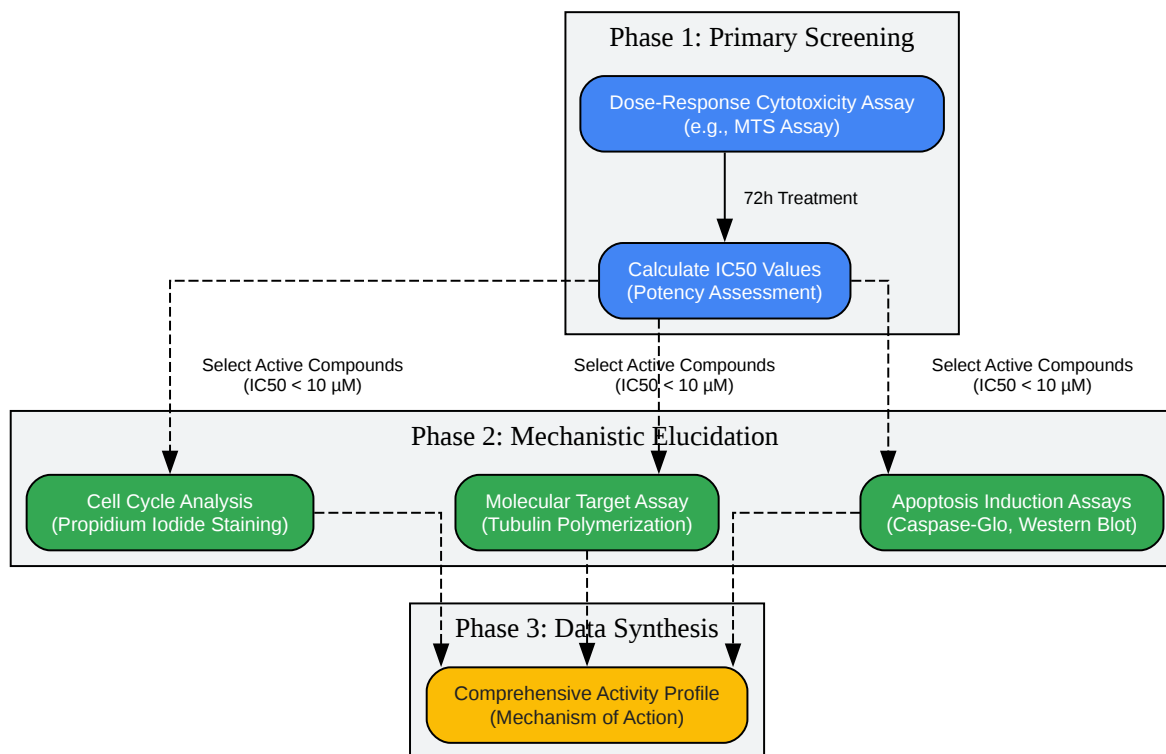 Phase 1: Primary Screening
Dose-Response Cytotoxicity Assay
(e.g., MTS Assay)
72h Treatment
Calculate IC50 Values
(Potency Assessment)
Select Active Compounds
(IC50 < 10 µM)
Select Active Compounds
(IC50 < 10 µM)
Select Active Compounds
(IC50 < 10 µM)
Phase 2: Mechanistic Elucidation
Cell Cycle Analysis
(Propidium Iodide Staining)
Molecular Target Assay
(Tubulin Polymerization)
Apoptosis Induction Assays
(Caspase-Glo, Western Blot)
Phase 3: Data Synthesis
Comprehensive Activity Profile
(Mechanism of Action)